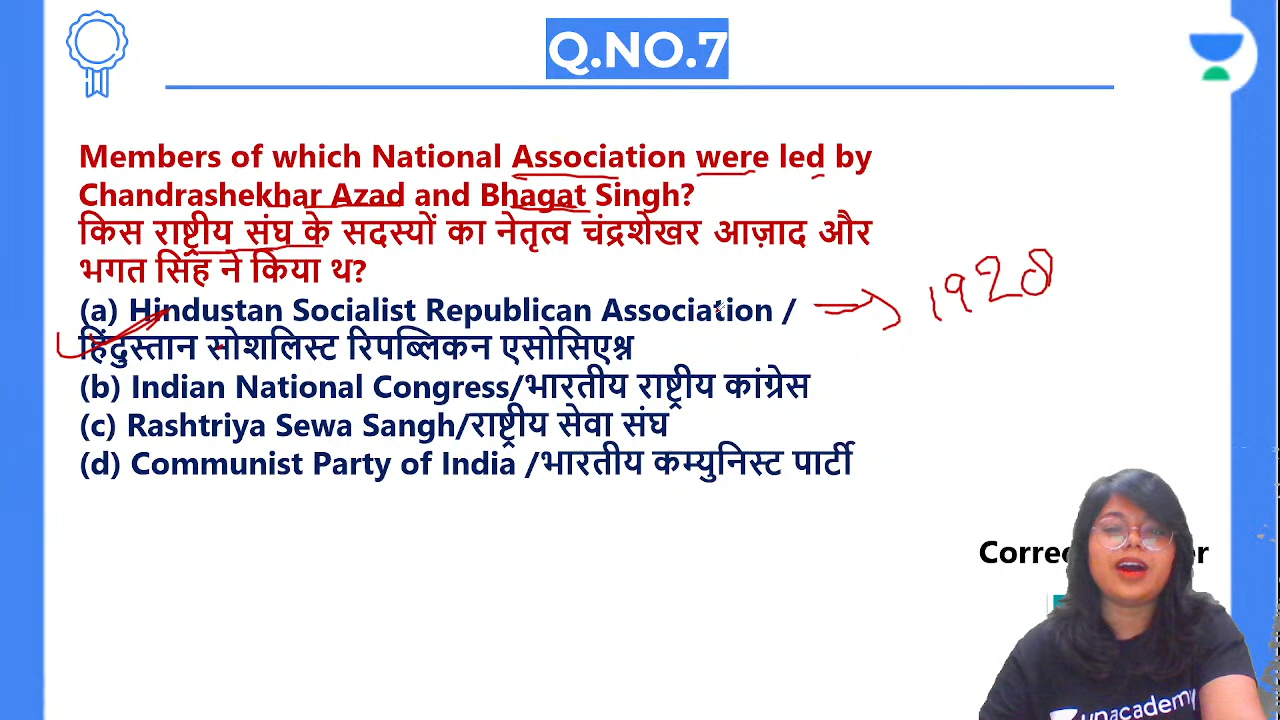 Q.NO.7
Members of which National Association were led by
Chandrashekhar Azad and Bhagat Singh?
किस राष्ट्रीय संघ के सदस्यों का नेतृत्व चंद्रशेखर आज़ाद और
भगत सिंह ने किया थ?
(a) Hindustan Socialist Republican Association /
हिंदुस्तान सोशलिस्ट रिपब्लिकन एसोसिएश्न
1928
(b) Indian National Congress/भारतीय राष्ट्रीय कांग्रेस
(c) Rashtriya Sewa Sangh/राष्ट्रीय सेवा संघ
(d) Communist Party of India /भारतीय कम्युनिस्ट पार्टी
unacademy